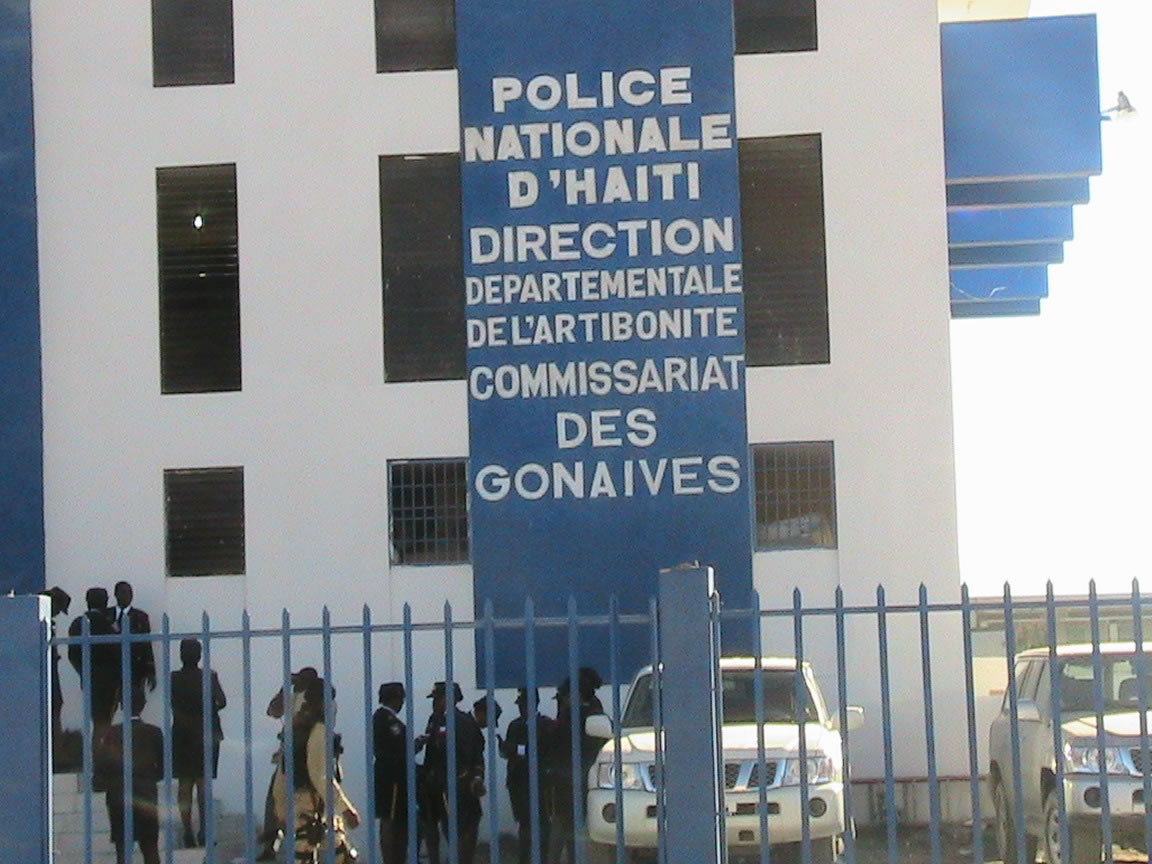 POLICE
NATIONALE
D'HAITI
DIRECTION
DEPARTEMENTALE
DE L'ARTIBONITE
COMMISSARIAT
DES
GONAIVES